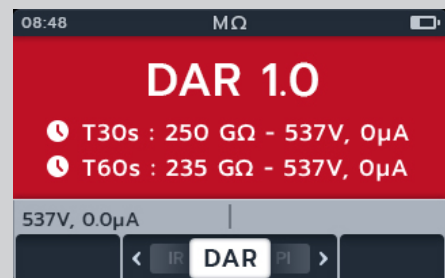 08:48 MΩ
DAR 1.0
T30s : 250 GΩ - 537V, 0µA
T60s : 235 GΩ - 537V, 0µA
537V, 0.0µA
< IR DAR PI >